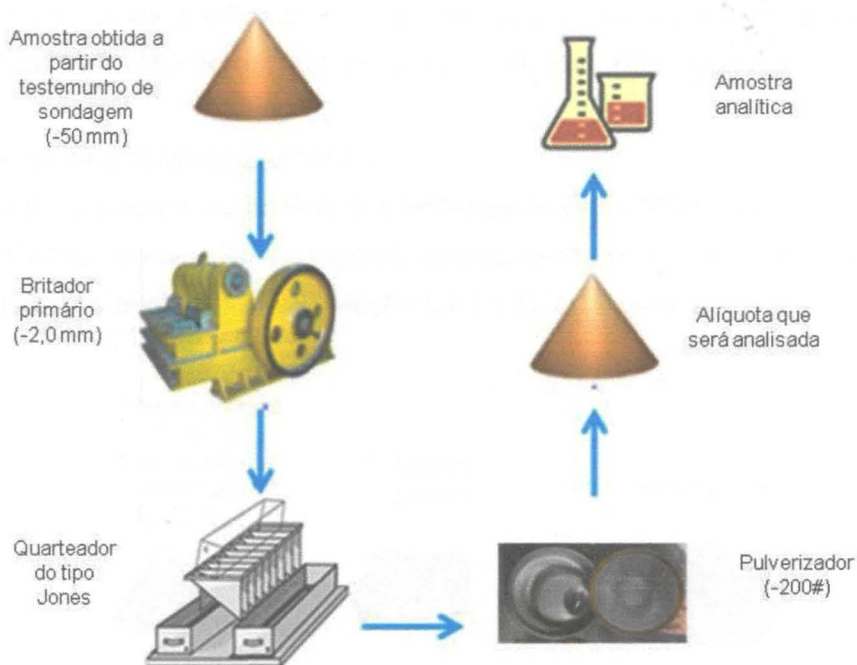 Amostra obtida a
partir do
testemunho de
sondagem
(-50 mm)
Britador
primário
(-2,0 mm)
Quarteador
do tipo
Jones
Pulverizador
(-200#)
Alíquota que
será analisada
Amostra
analítica